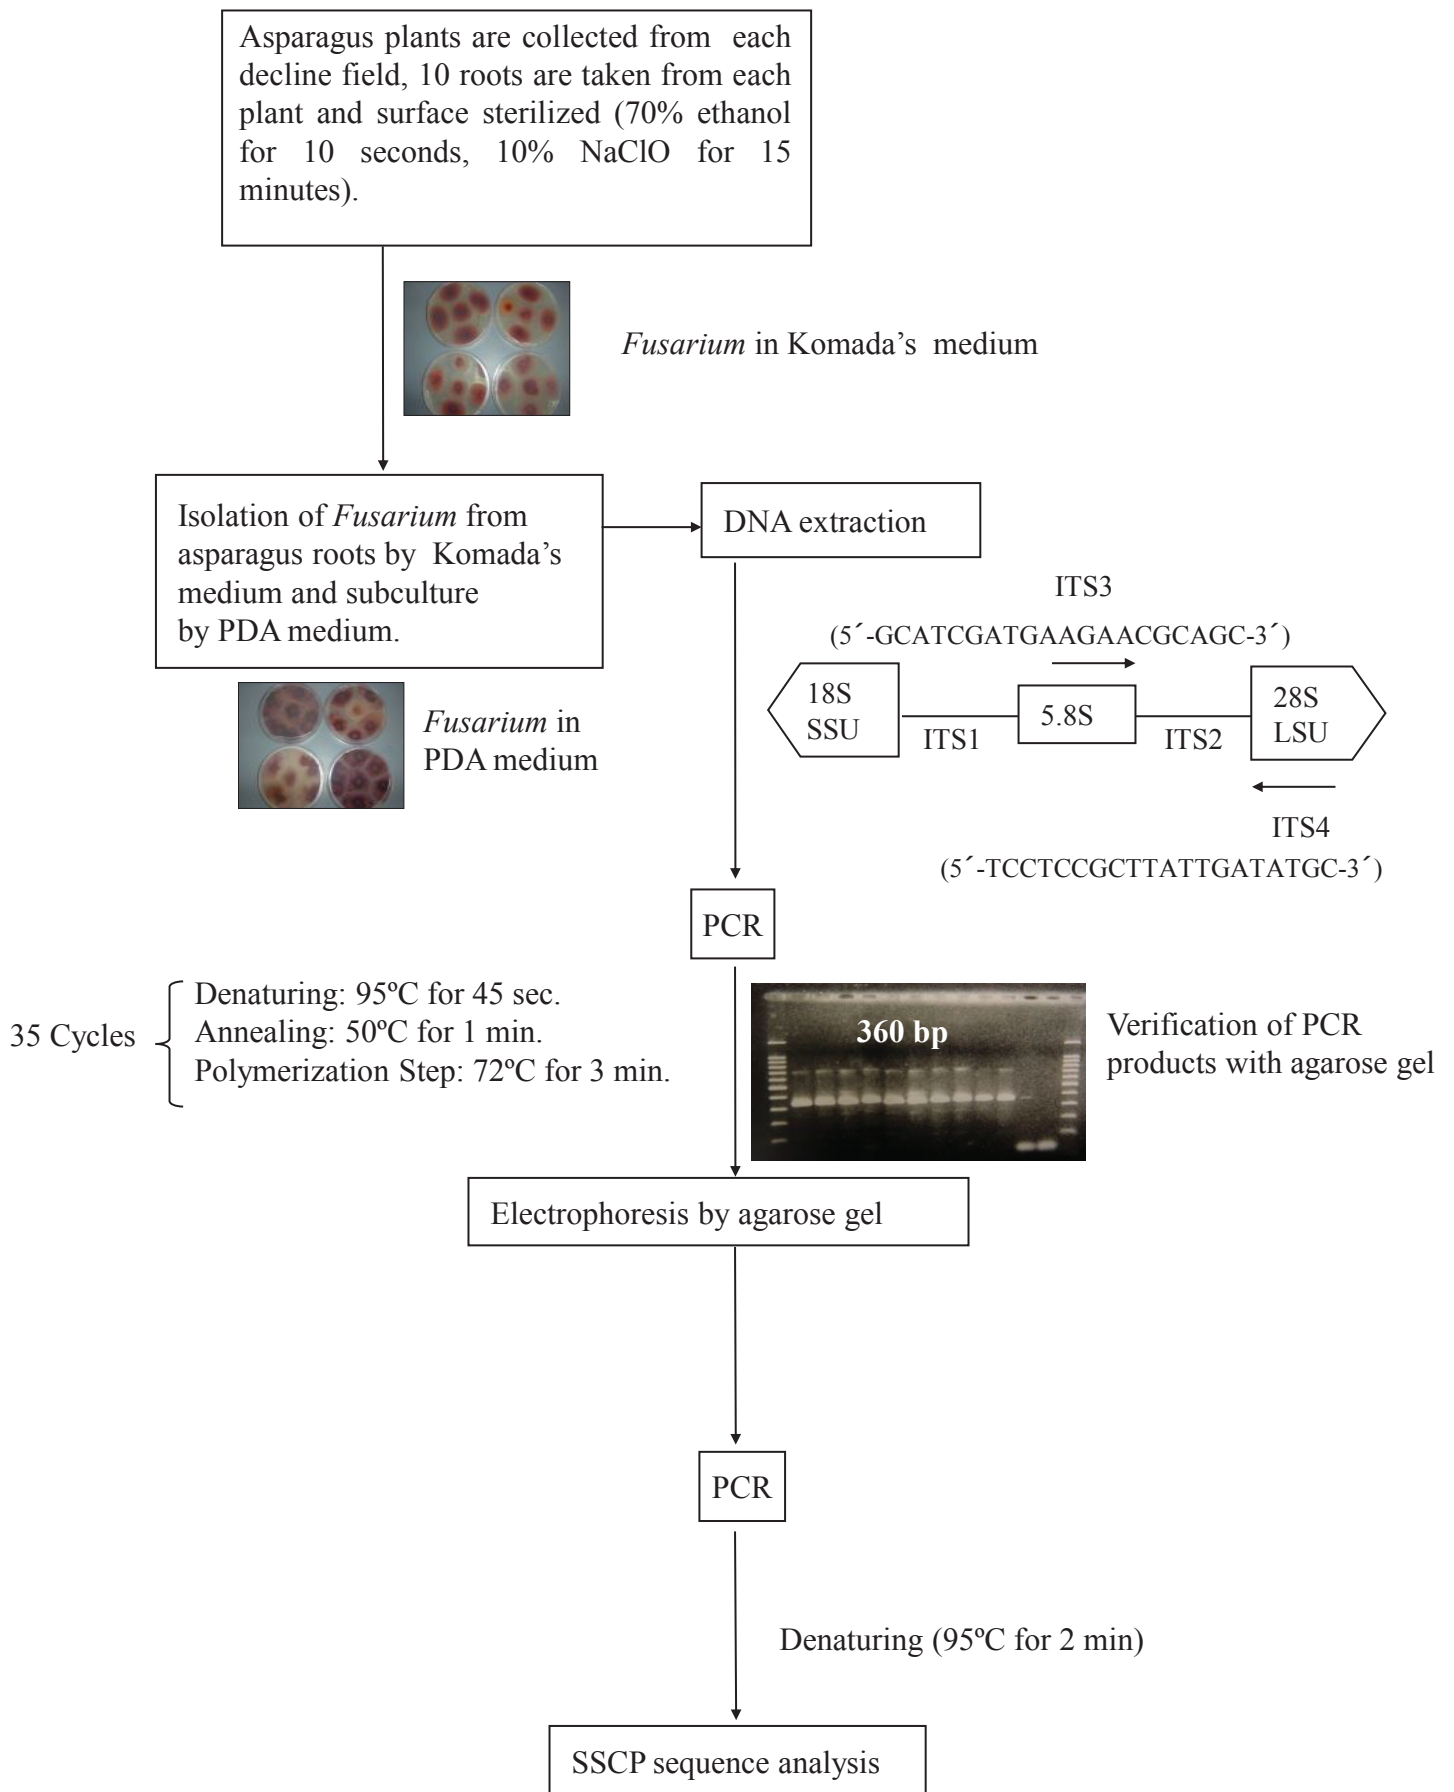 Asparagus plants are collected from each
decline field, 10 roots are taken from each
plant and surface sterilized (70% ethanol
for 10 seconds, 10% NaClO for 15
minutes).
Fusarium in Komada's medium
Isolation of Fusarium from
asparagus roots by Komada's
medium and subculture
by PDA medium.
DNA extraction
ITS3
(5´-GCATCGATGAAGAACGCAGC-3´)
18S
SSU
ITS1
5.8S
ITS2
28S
LSU
ITS4
(5´-TCCTCCGCTTATTGATATGC-3´)
Fusarium in
PDA medium
PCR
35 Cycles
Denaturing: 95ºC for 45 sec.
Annealing: 50ºC for 1 min.
Polymerization Step: 72ºC for 3 min.
360 bp
Verification of PCR
products with agarose gel
Electrophoresis by agarose gel
PCR
Denaturing (95ºC for 2 min)
SSCP sequence analysis